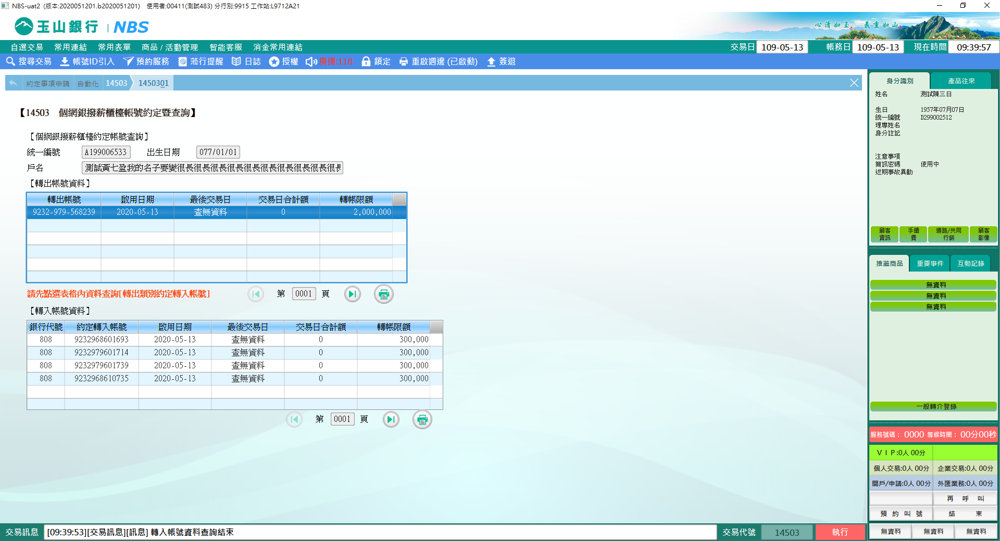 NBS-uat2 (版本:2020051201.b2020051201) 使用者:00411(測試483) 分行別:9915 工作站:L9712A21
玉山銀行 | NBS
心清如玉 義重如山
自選交易 常用連結 常用表單 商品 / 活動管理 智能客服 消金常用連結 交易日 109-05-13 帳務日 109-05-13 現在時間 09:39:57
搜尋交易 帳號ID引入 預約服務 蒞行提醒 日誌 授權 廣播:118 鎖定 重啟週邊 (已啟動) 簽退
約定事項申請 自動化 14503 1450301
【14503 個網銀撥薪櫃檯帳號約定暨查詢】
【個網銀撥薪櫃檯約定帳號查詢】
統一編號 A199006533 出生日期 077/01/01
戶名 測試黃七盈我的名子要變很長很長很長很長很長很長很長很長很長很長
【轉出帳號資料】
轉出帳號 啟用日期 最後交易日 交易日合計額 轉帳限額
9232-979-568239 2020-05-13 查無資料 0 2,000,000
請先點選表格內資料查詢[轉出類別約定轉入帳號] 第 0001 頁
【轉入帳號資料】
銀行代號 約定轉入帳號 啟用日期 最後交易日 交易日合計額 轉帳限額
808 9232968601693 2020-05-13 查無資料 0 300,000
808 9232979601714 2020-05-13 查無資料 0 300,000
808 9232979601739 2020-05-13 查無資料 0 300,000
808 9232968610735 2020-05-13 查無資料 0 300,000
第 0001 頁
身分識別 產品往來
姓名 測試陳三日
生日 1957年07月07日
統一編號 D299002512
理專姓名
身分註記
注意事項
簡訊密碼 使用中
近期事故異動
顧客資訊 手續費 通路/共同行銷 顧客影像
推薦商品 重要事件 互動記錄
無資料
無資料
無資料
一般轉介登錄
服務號碼： 0000 等候時間： 00分00秒
ＶＩＰ:0人 00分
個人交易:0人 00分 企業交易:0人 00分
開戶/申請:0人 00分 外匯業務:0人 00分
再 呼 叫
預 約 叫 號 結 束
無資料 無資料 無資料
交易訊息 [09:39:53][交易訊息][訊息] 轉入帳號資料查詢結束 交易代號 14503 執行